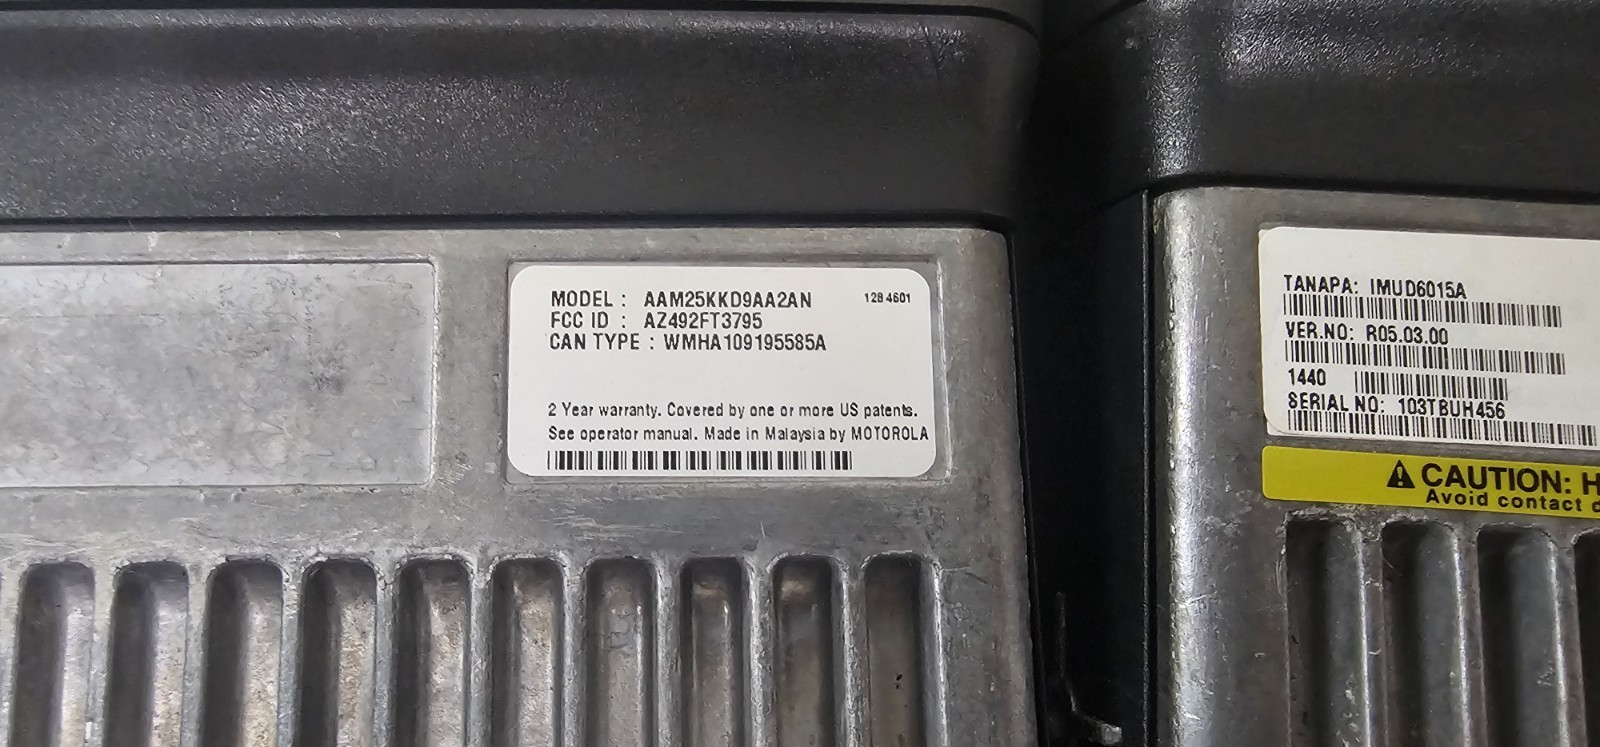 MODEL : AAM25KKD9AA2AN 12B 4601
FCC ID : AZ492FT3795
CAN TYPE : WMHA109195585A
2 Year warranty. Covered by one or more US patents.
See operator manual. Made in Malaysia by MOTOROLA
TANAPA: IMUD6015A
VER.NO: R05.03.00
1440
SERIAL NO: 103TBUH456
CAUTION: H
Avoid contact d